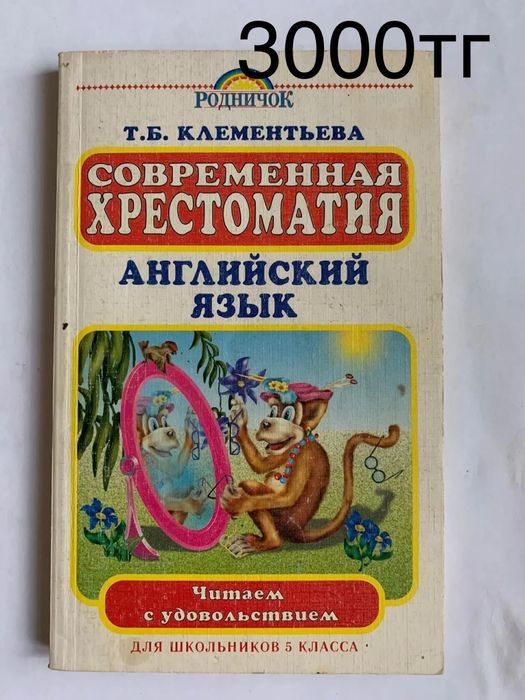 3000тг
РОДНИЧОК
Т.Б. КЛЕМЕНТЬЕВА
СОВРЕМЕННАЯ
ХРЕСТОМАТИЯ
АНГЛИЙСКИЙ
ЯЗЫК
Читаем
с удовольствием
ДЛЯ ШКОЛЬНИКОВ 5 КЛАССА